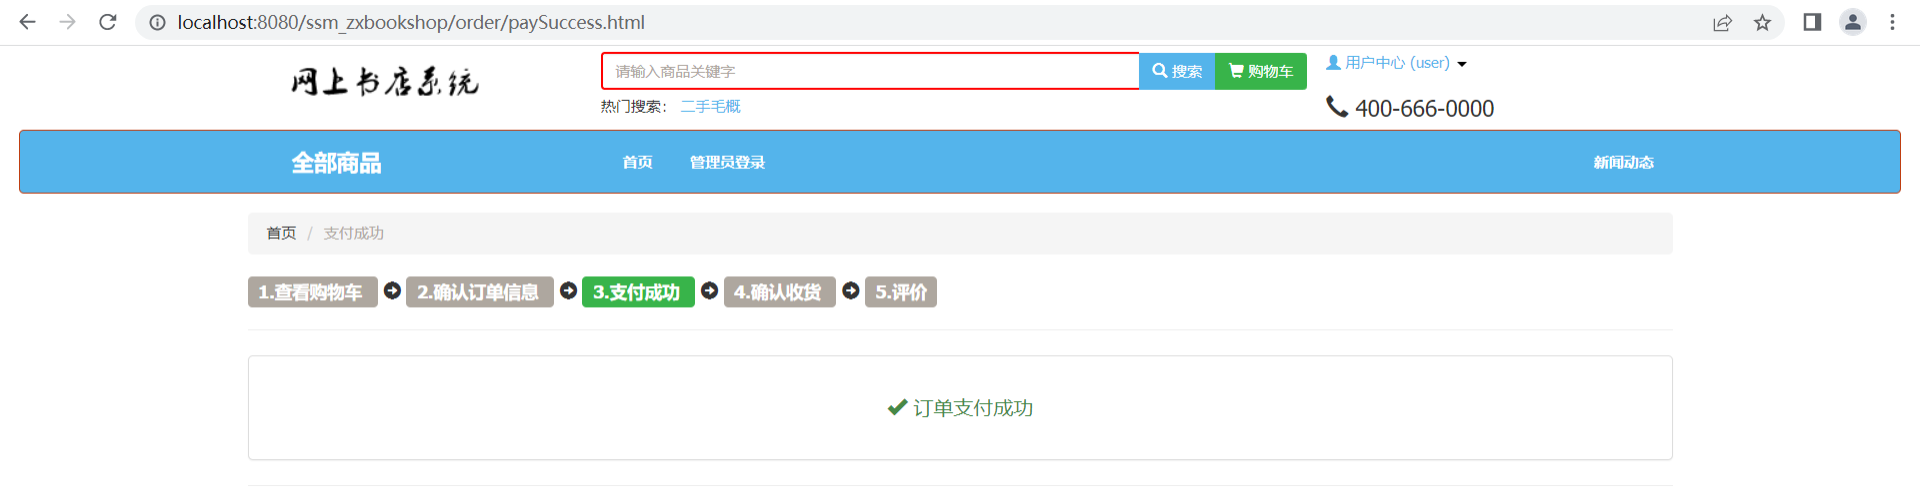 localhost:8080/ssm_zxbookshop/order/paySuccess.html
网上书店系统
请输入商品关键字
搜索
购物车
用户中心 (user)
热门搜索： 二手毛概
400-666-0000
全部商品
首页
管理员登录
新闻动态
首页 / 支付成功
1.查看购物车
2.确认订单信息
3.支付成功
4.确认收货
5.评价
订单支付成功